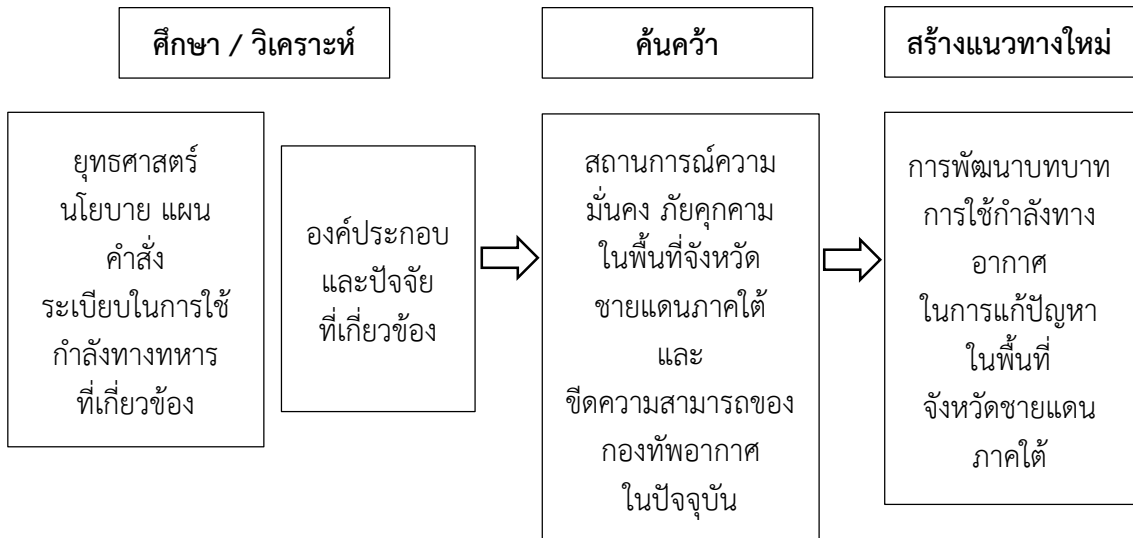 ศึกษา / วิเคราะห์
ค้นคว้า
สร้างแนวทางใหม่
ยุทธศาสตร์
นโยบาย แผน
คำสั่ง
ระเบียบในการใช้
กำลังทางทหาร
ที่เกี่ยวข้อง
องค์ประกอบ
และปัจจัย
ที่เกี่ยวข้อง
สถานการณ์ความ
มั่นคง ภัยคุกคาม
ในพื้นที่จังหวัด
ชายแดนภาคใต้
และ
ขีดความสามารถของ
กองทัพอากาศ
ในปัจจุบัน
การพัฒนาบทบาท
การใช้กำลังทาง
อากาศ
ในการแก้ปัญหา
ในพื้นที่
จังหวัดชายแดน
ภาคใต้